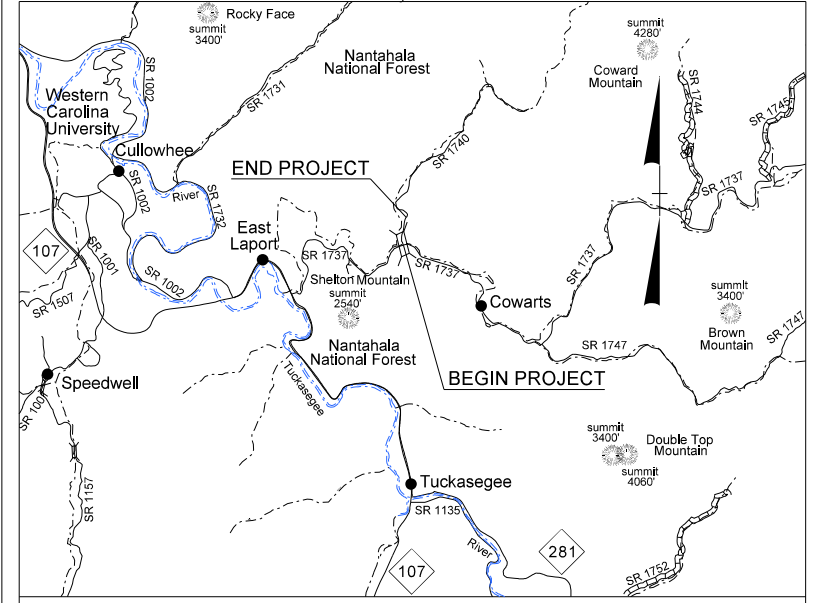 Rocky Face
summit
3400'
summit
4280'
Coward
Mountain
Nantahala
National Forest
SR 1002
SR 1731
SR 1744
SR 1745
Western
Carolina
University
Cullowhee
SR 1740
END PROJECT
SR 1002
River
SR 1732
SR 1737
East
Laport
107
SR 1001
SR 1002
SR 1737
SR 1737
SR 1737
Shelton Mountain
summit
2540'
Cowarts
summit
3400'
Brown
Mountain
SR 1507
SR 1747
SR 1747
Nantahala
National Forest
Speedwell
SR 1001
Tuckasegee
BEGIN PROJECT
summit
3400'
Double Top
Mountain
summit
4060'
SR 1157
Tuckasegee
SR 1135
River
281
107
SR 1752